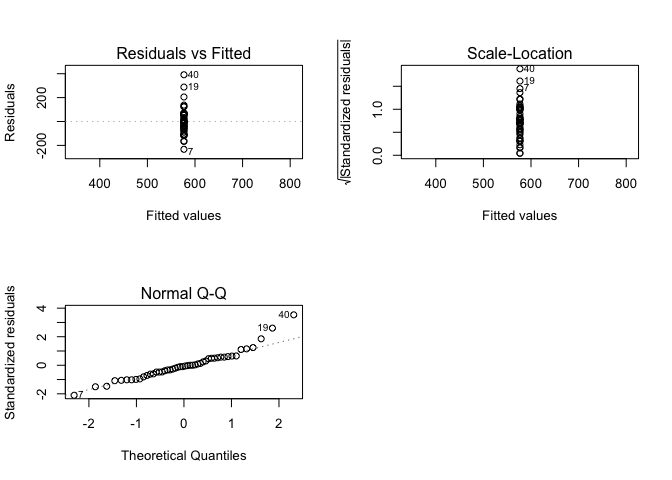 Residuals vs Fitted
Residuals
200
-200
40
19
7
400 500 600 700 800
Fitted values
Scale-Location
√|Standardized residuals|
1.0
0.0
40
19
7
400 500 600 700 800
Fitted values
Normal Q-Q
Standardized residuals
4
2
0
-2
40
19
7
-2 -1 0 1 2
Theoretical Quantiles